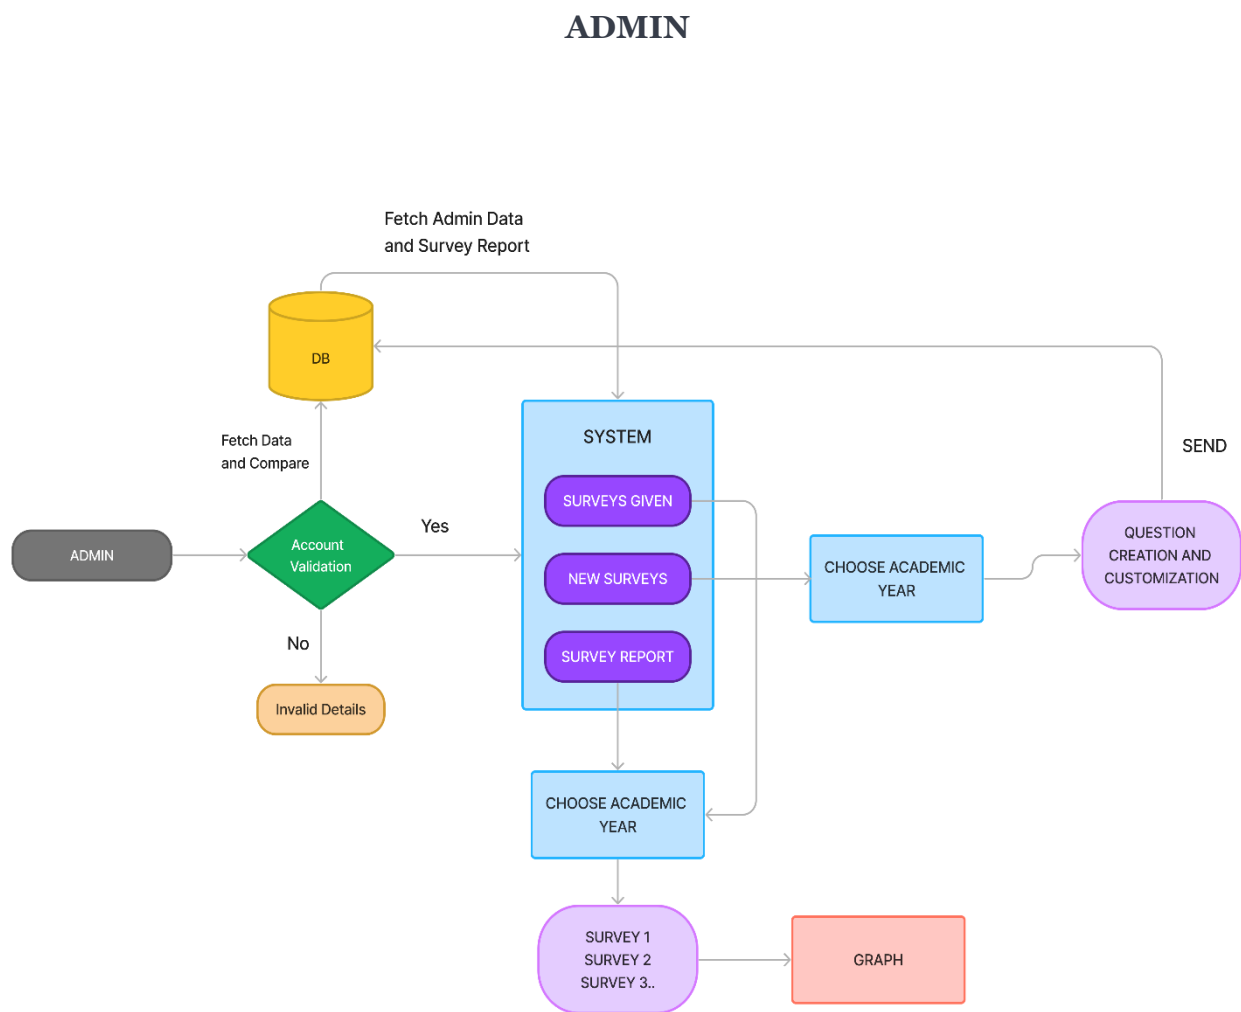 ADMIN
Fetch Admin Data
and Survey Report
DB
SYSTEM
Fetch Data
and Compare
SEND
SURVEYS GIVEN
Yes
ADMIN
Account
Validation
NEW SURVEYS
CHOOSE ACADEMIC
YEAR
QUESTION
CREATION AND
CUSTOMIZATION
No
SURVEY REPORT
Invalid Details
CHOOSE ACADEMIC
YEAR
SURVEY 1
SURVEY 2
SURVEY 3..
GRAPH